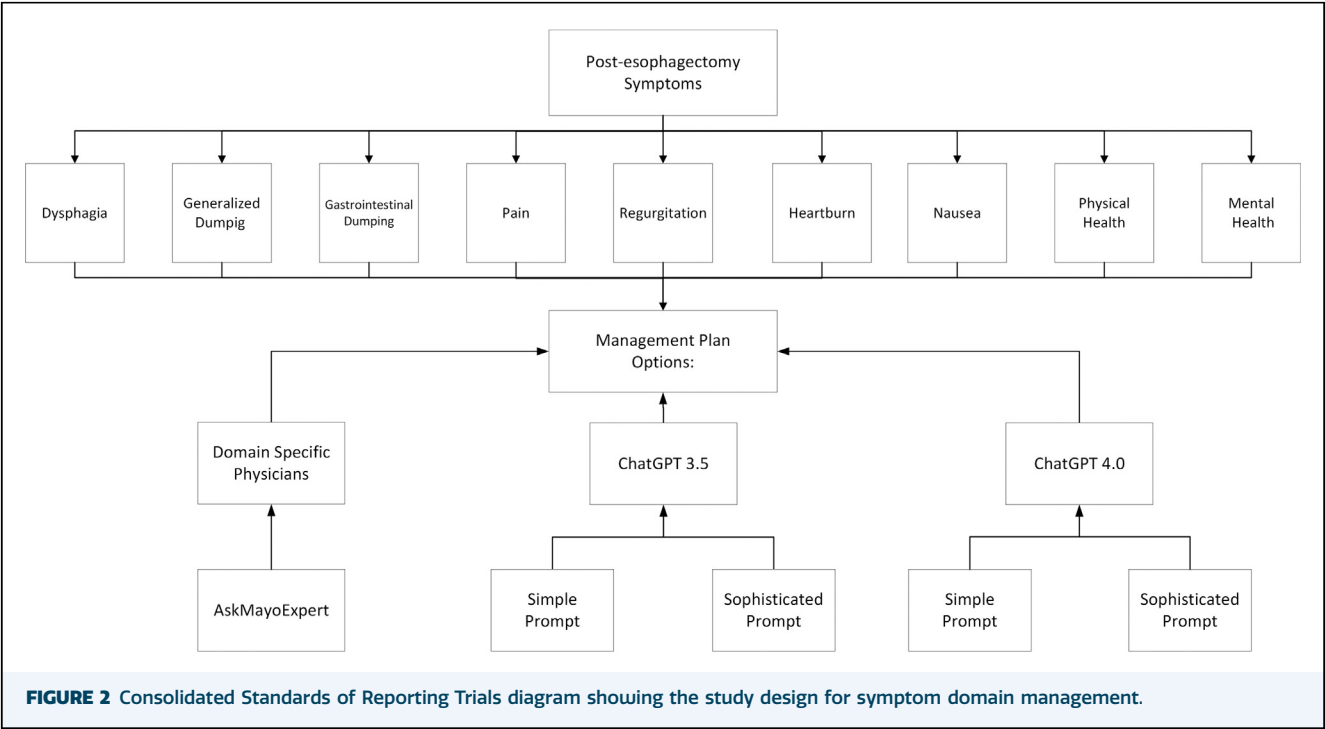 Post-esophagectomy
Symptoms
Dysphagia
Generalized
Dumpig
Gastrointestinal
Dumping
Pain
Regurgitation
Heartburn
Nausea
Physical
Health
Mental
Health
Management Plan
Options:
Domain Specific
Physicians
ChatGPT 3.5
ChatGPT 4.0
AskMayoExpert
Simple
Prompt
Sophisticated
Prompt
Simple
Prompt
Sophisticated
Prompt
FIGURE 2 Consolidated Standards of Reporting Trials diagram showing the study design for symptom domain management.